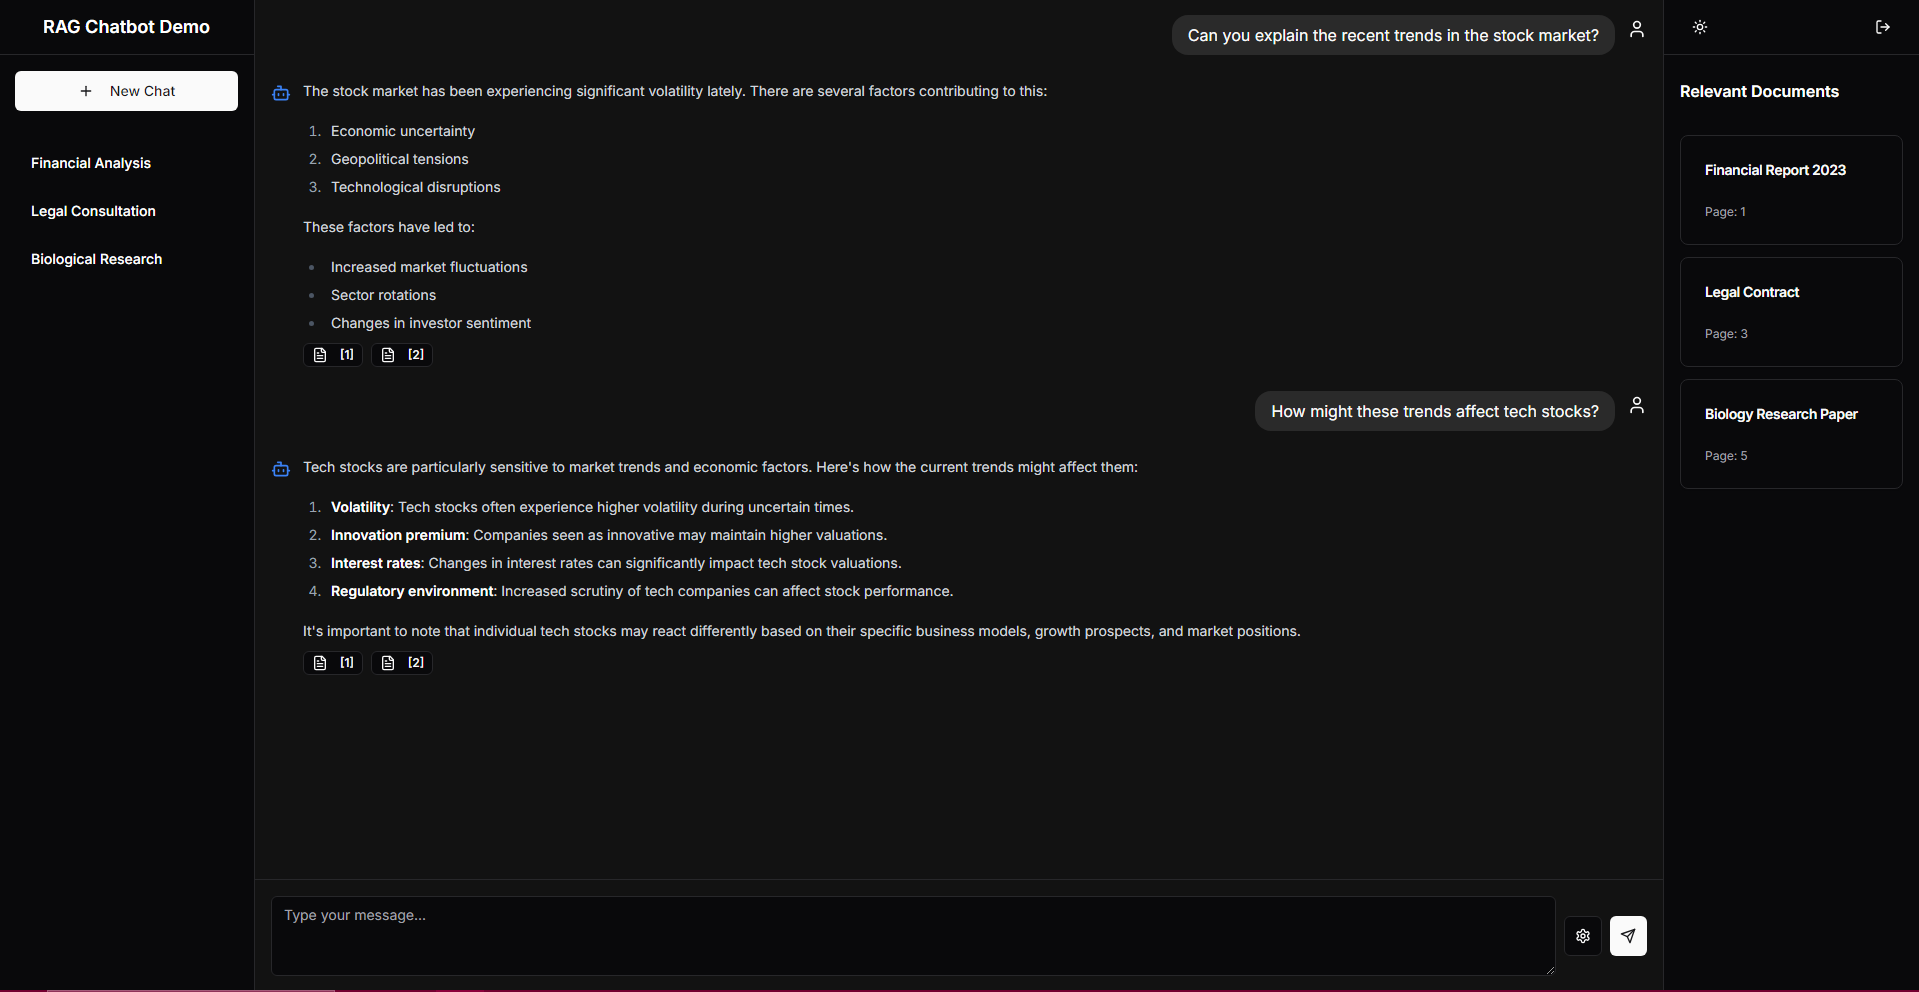 RAG Chatbot Demo
New Chat
Financial Analysis
Legal Consultation
Biological Research
Can you explain the recent trends in the stock market?
The stock market has been experiencing significant volatility lately. There are several factors contributing to this:
1. Economic uncertainty
2. Geopolitical tensions
3. Technological disruptions
These factors have led to:
• Increased market fluctuations
• Sector rotations
• Changes in investor sentiment
[1] [2]
How might these trends affect tech stocks?
Tech stocks are particularly sensitive to market trends and economic factors. Here's how the current trends might affect them:
1. Volatility: Tech stocks often experience higher volatility during uncertain times.
2. Innovation premium: Companies seen as innovative may maintain higher valuations.
3. Interest rates: Changes in interest rates can significantly impact tech stock valuations.
4. Regulatory environment: Increased scrutiny of tech companies can affect stock performance.
It's important to note that individual tech stocks may react differently based on their specific business models, growth prospects, and market positions.
[1] [2]
Type your message...
Relevant Documents
Financial Report 2023
Page: 1
Legal Contract
Page: 3
Biology Research Paper
Page: 5